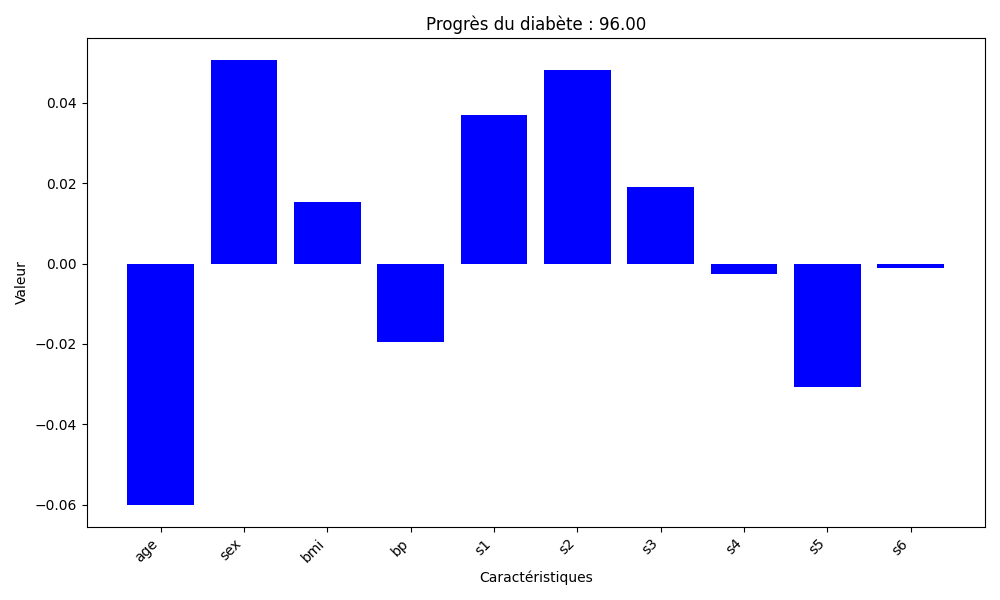 Progrès du diabète : 96.00
Valeur
0.04
0.02
0.00
−0.02
−0.04
−0.06
age
sex
bmi
bp
s1
s2
s3
s4
s5
s6
Caractéristiques